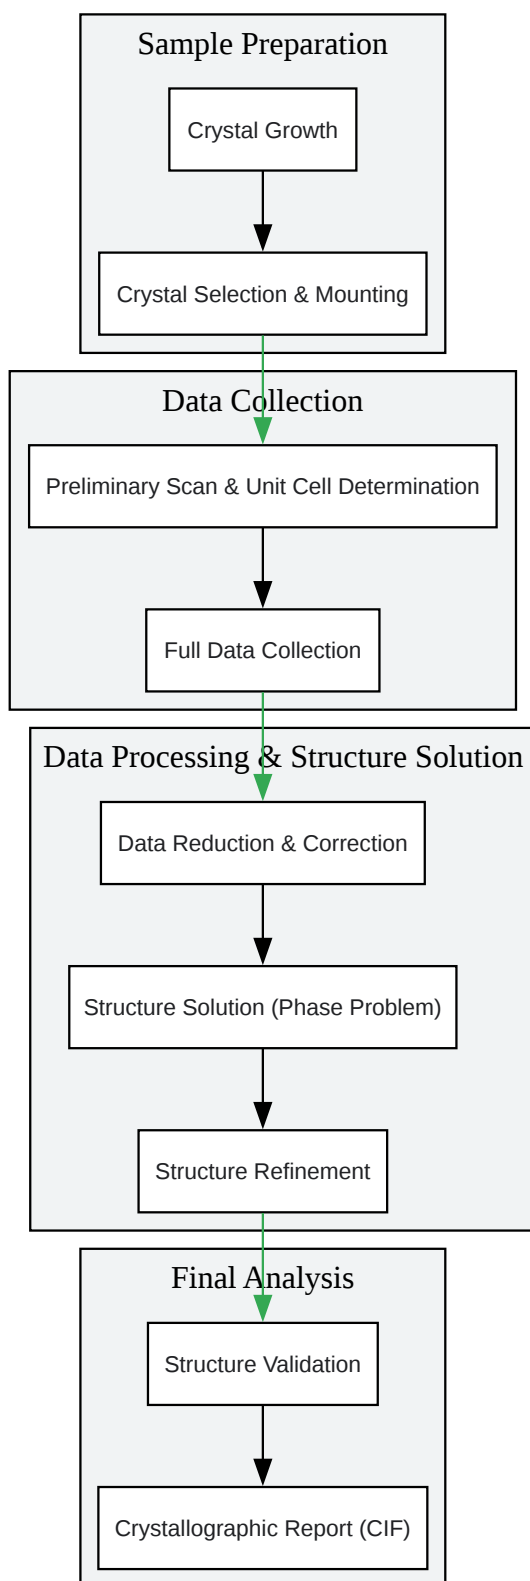 Sample Preparation
Crystal Growth
Crystal Selection & Mounting
Data Collection
Preliminary Scan & Unit Cell Determination
Full Data Collection
Data Processing & Structure Solution
Data Reduction & Correction
Structure Solution (Phase Problem)
Structure Refinement
Final Analysis
Structure Validation
Crystallographic Report (CIF)